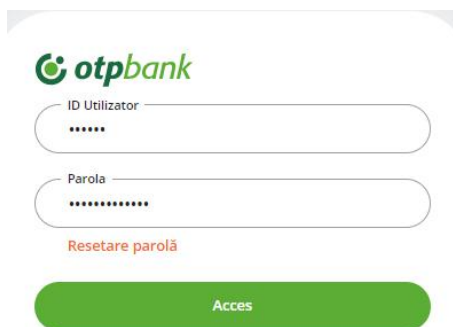 otpbank
ID Utilizator
••••••
Parola
•••••••••••••
Resetare parolă
Acces